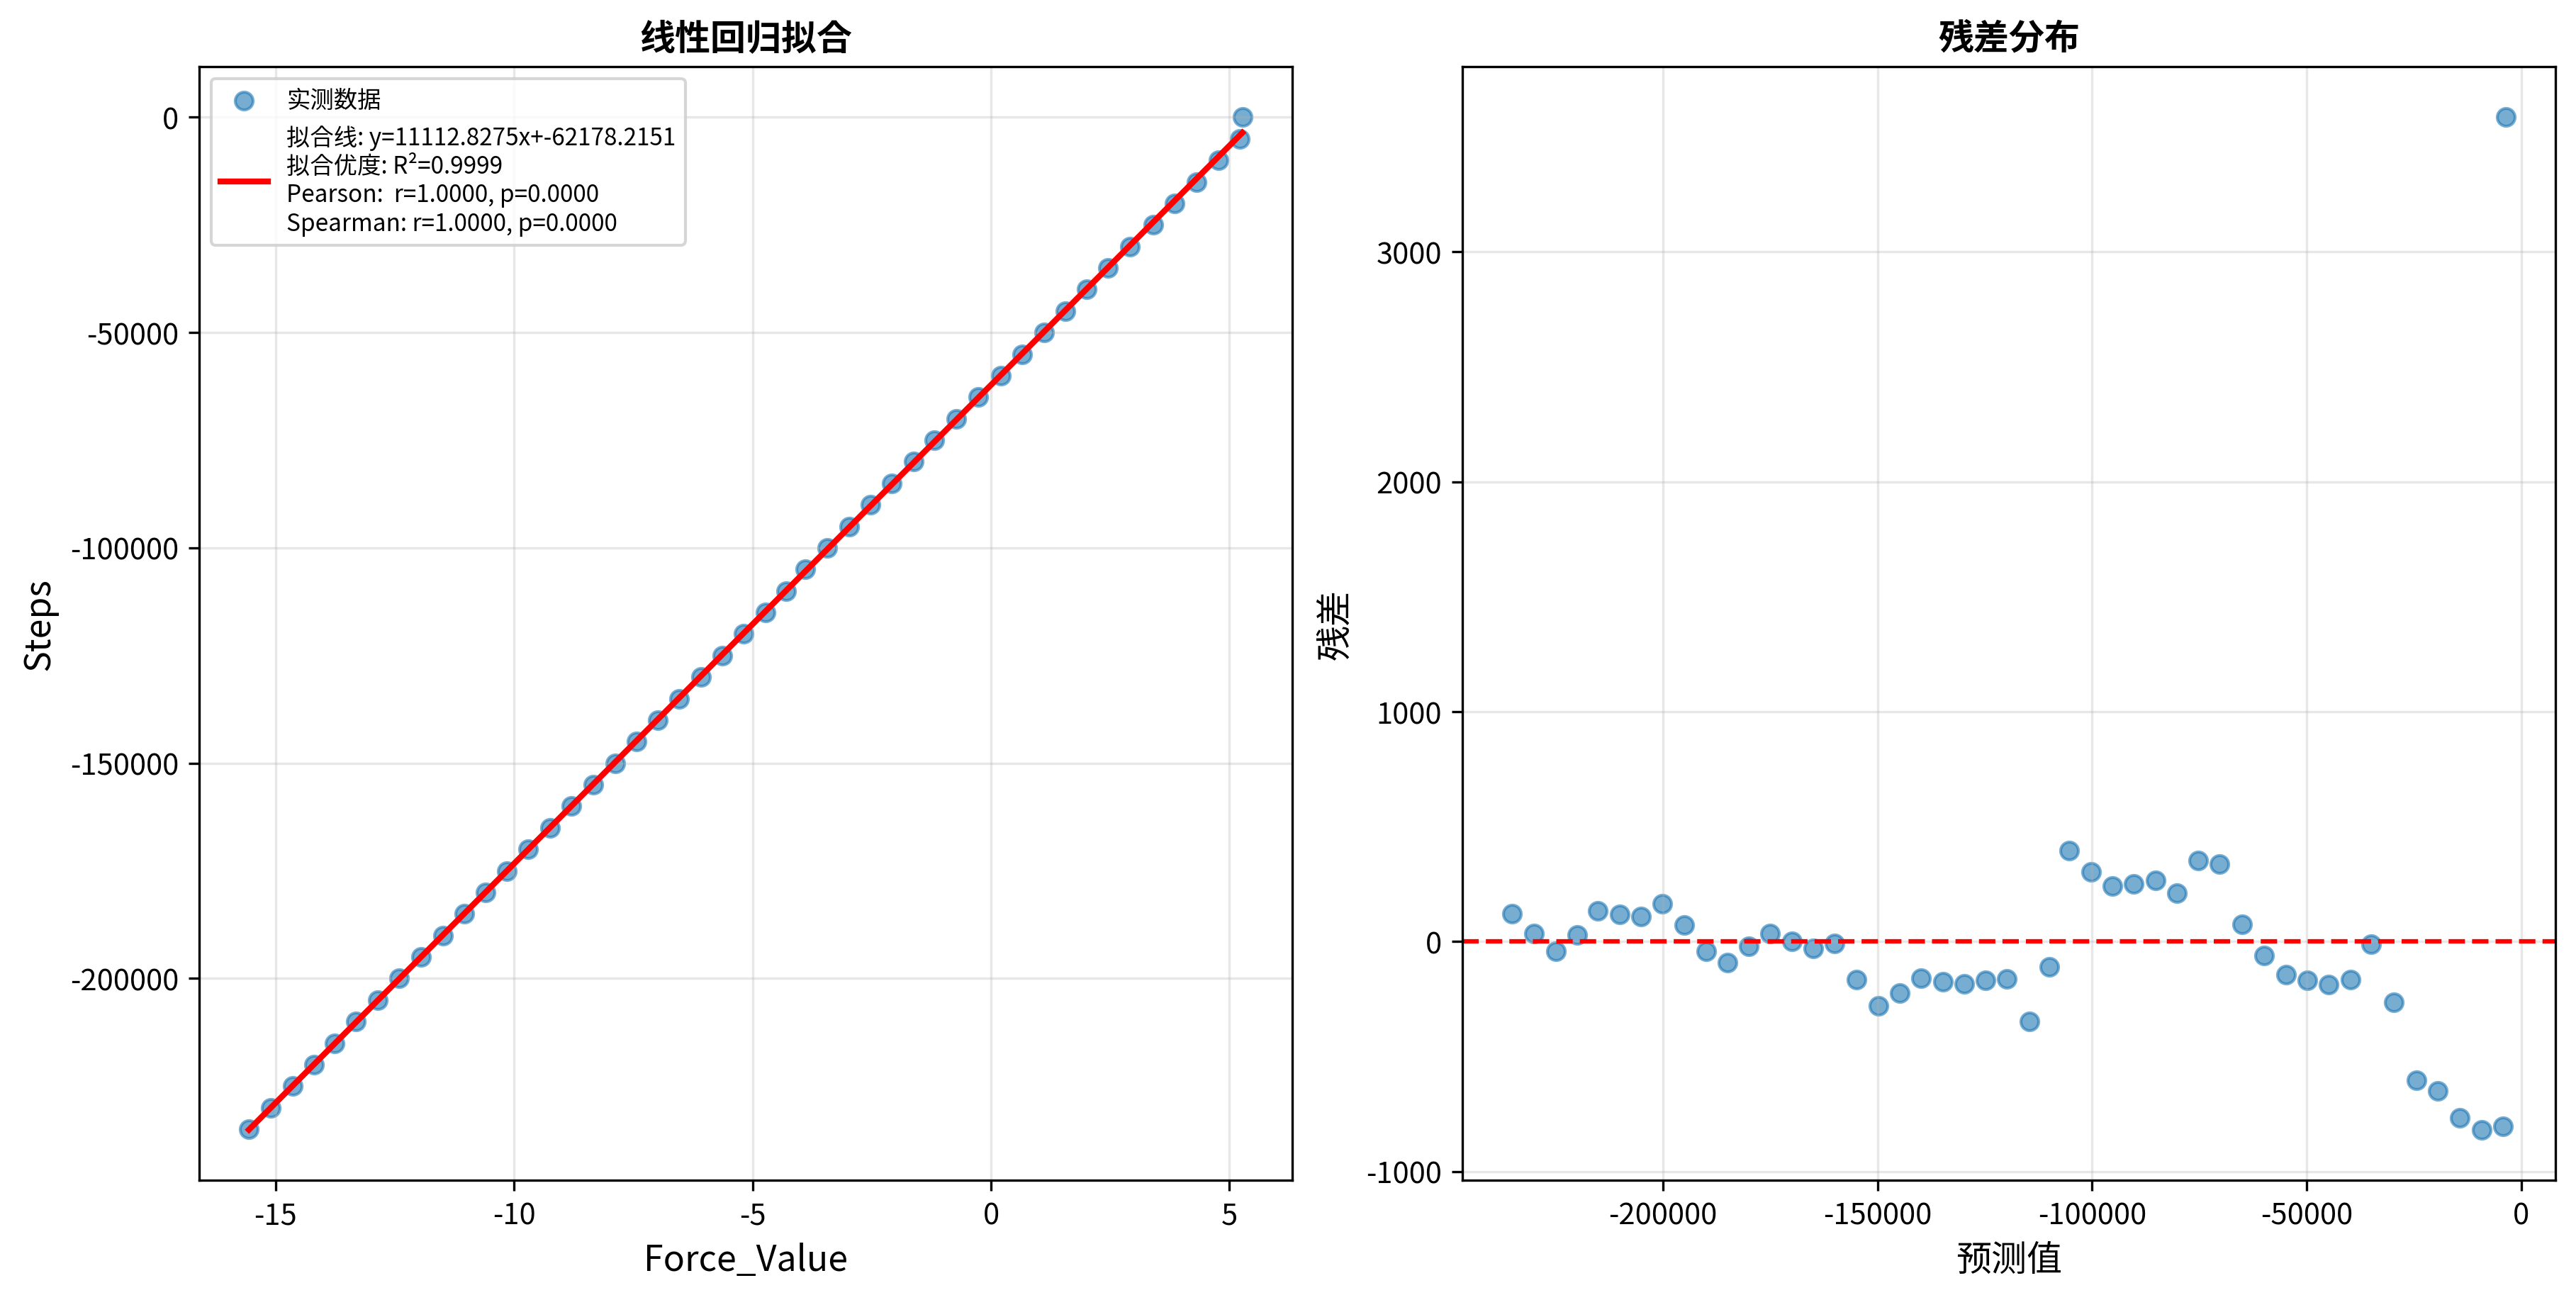 线性回归拟合
实测数据
拟合线: y=11112.8275x+-62178.2151
拟合优度: R²=0.9999
Pearson:  r=1.0000, p=0.0000
Spearman: r=1.0000, p=0.0000
0
-50000
-100000
-150000
-200000
Steps
-15
-10
-5
0
5
Force_Value
残差分布
3000
2000
1000
0
-1000
残差
-200000
-150000
-100000
-50000
0
预测值